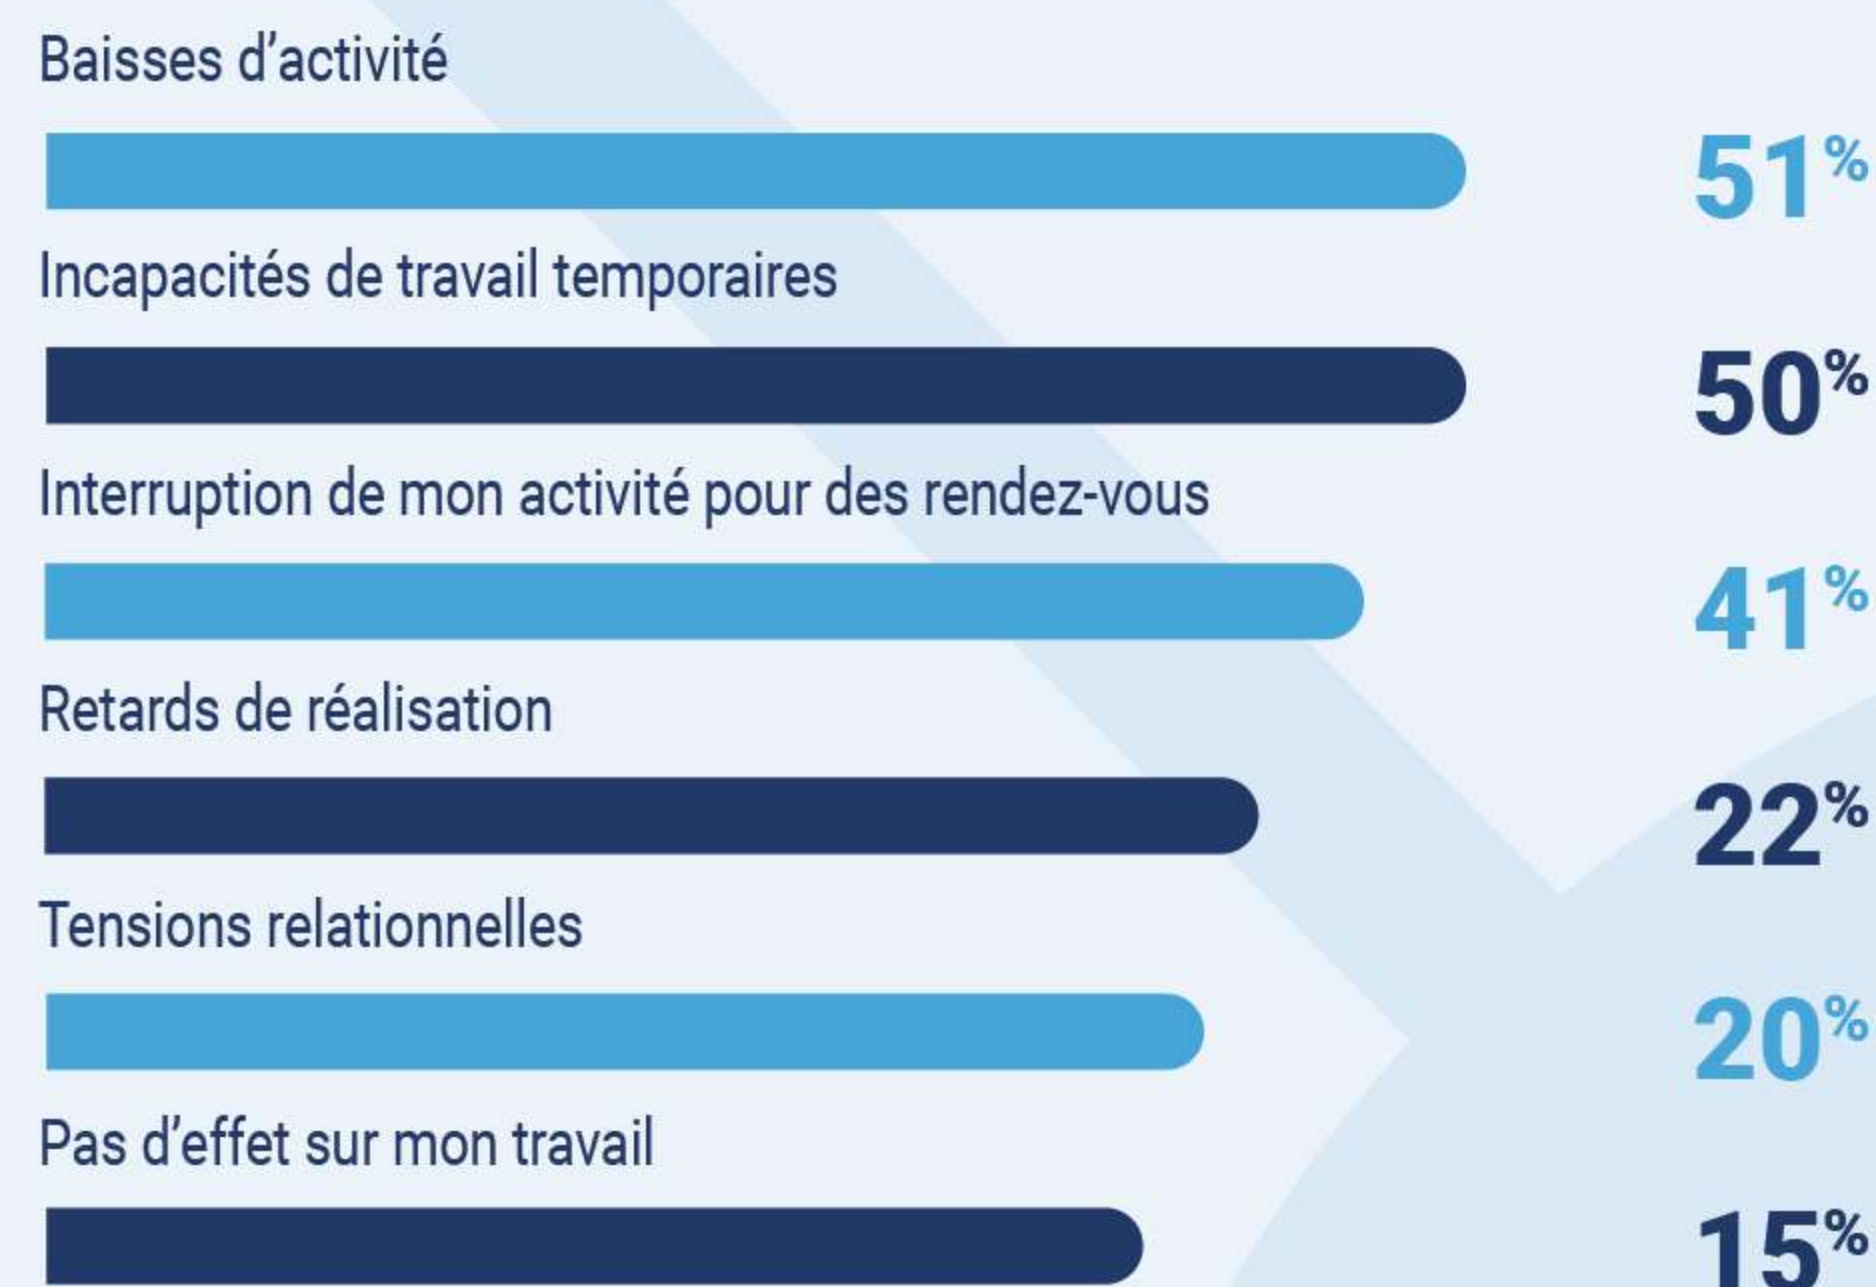 Baisses d’activité
51%
Incapacités de travail temporaires
50%
Interruption de mon activité pour des rendez-vous
41%
Retards de réalisation
22%
Tensions relationnelles
20%
Pas d’effet sur mon travail
15%